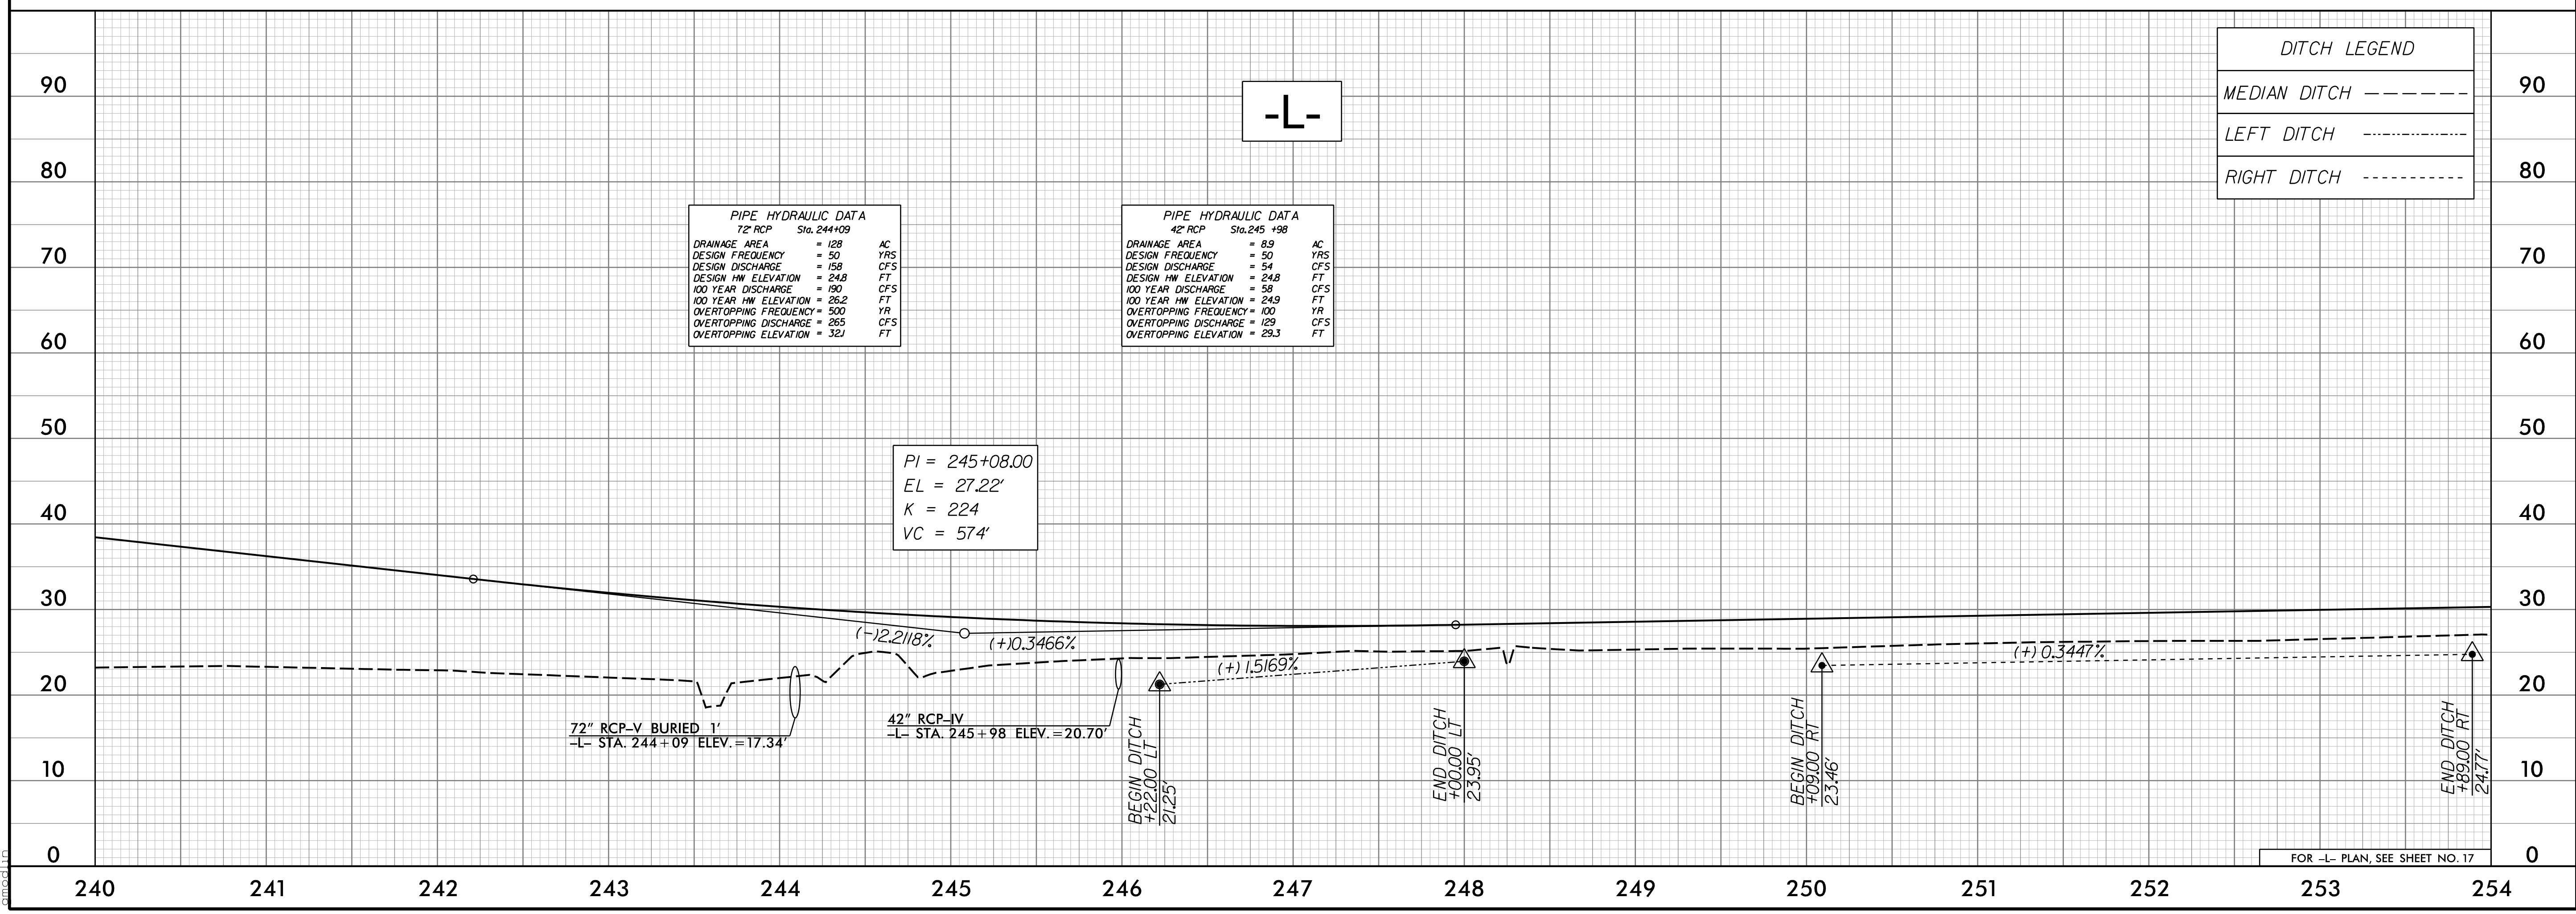 DITCH LEGEND
MEDIAN DITCH
LEFT DITCH
RIGHT DITCH
-L-
90
80
70
60
50
40
30
20
10
0
90
80
70
60
50
40
30
20
10
0
PIPE HYDRAULIC DATA
72" RCP Sta. 244+09
DRAINAGE AREA = 128 AC
DESIGN FREQUENCY = 50 YRS
DESIGN DISCHARGE = 158 CFS
DESIGN HW ELEVATION = 24.8 FT
100 YEAR DISCHARGE = 190 CFS
100 YEAR HW ELEVATION = 26.2 FT
OVERTOPPING FREQUENCY = 500 YR
OVERTOPPING DISCHARGE = 265 CFS
OVERTOPPING ELEVATION = 32.1 FT
PIPE HYDRAULIC DATA
42" RCP Sta. 245 +98
DRAINAGE AREA = 8.9 AC
DESIGN FREQUENCY = 50 YRS
DESIGN DISCHARGE = 54 CFS
DESIGN HW ELEVATION = 24.8 FT
100 YEAR DISCHARGE = 58 CFS
100 YEAR HW ELEVATION = 24.9 FT
OVERTOPPING FREQUENCY = 100 YR
OVERTOPPING DISCHARGE = 129 CFS
OVERTOPPING ELEVATION = 29.3 FT
PI = 245+08.00
EL = 27.22'
K = 224
VC = 574'
(-)2.2118%
(+)0.3466%
(+) 1.5169%
(+) 0.3447%
72" RCP-V BURIED 1'
-L- STA. 244+09 ELEV.=17.34'
42" RCP-IV
-L- STA. 245+98 ELEV.=20.70'
BEGIN DITCH
+22.00 LT
21.25'
END DITCH
+00.00 LT
23.95'
BEGIN DITCH
+09.00 RT
23.46'
END DITCH
+89.00 RT
24.77'
FOR -L- PLAN, SEE SHEET NO. 17
240 241 242 243 244 245 246 247 248 249 250 251 252 253 254